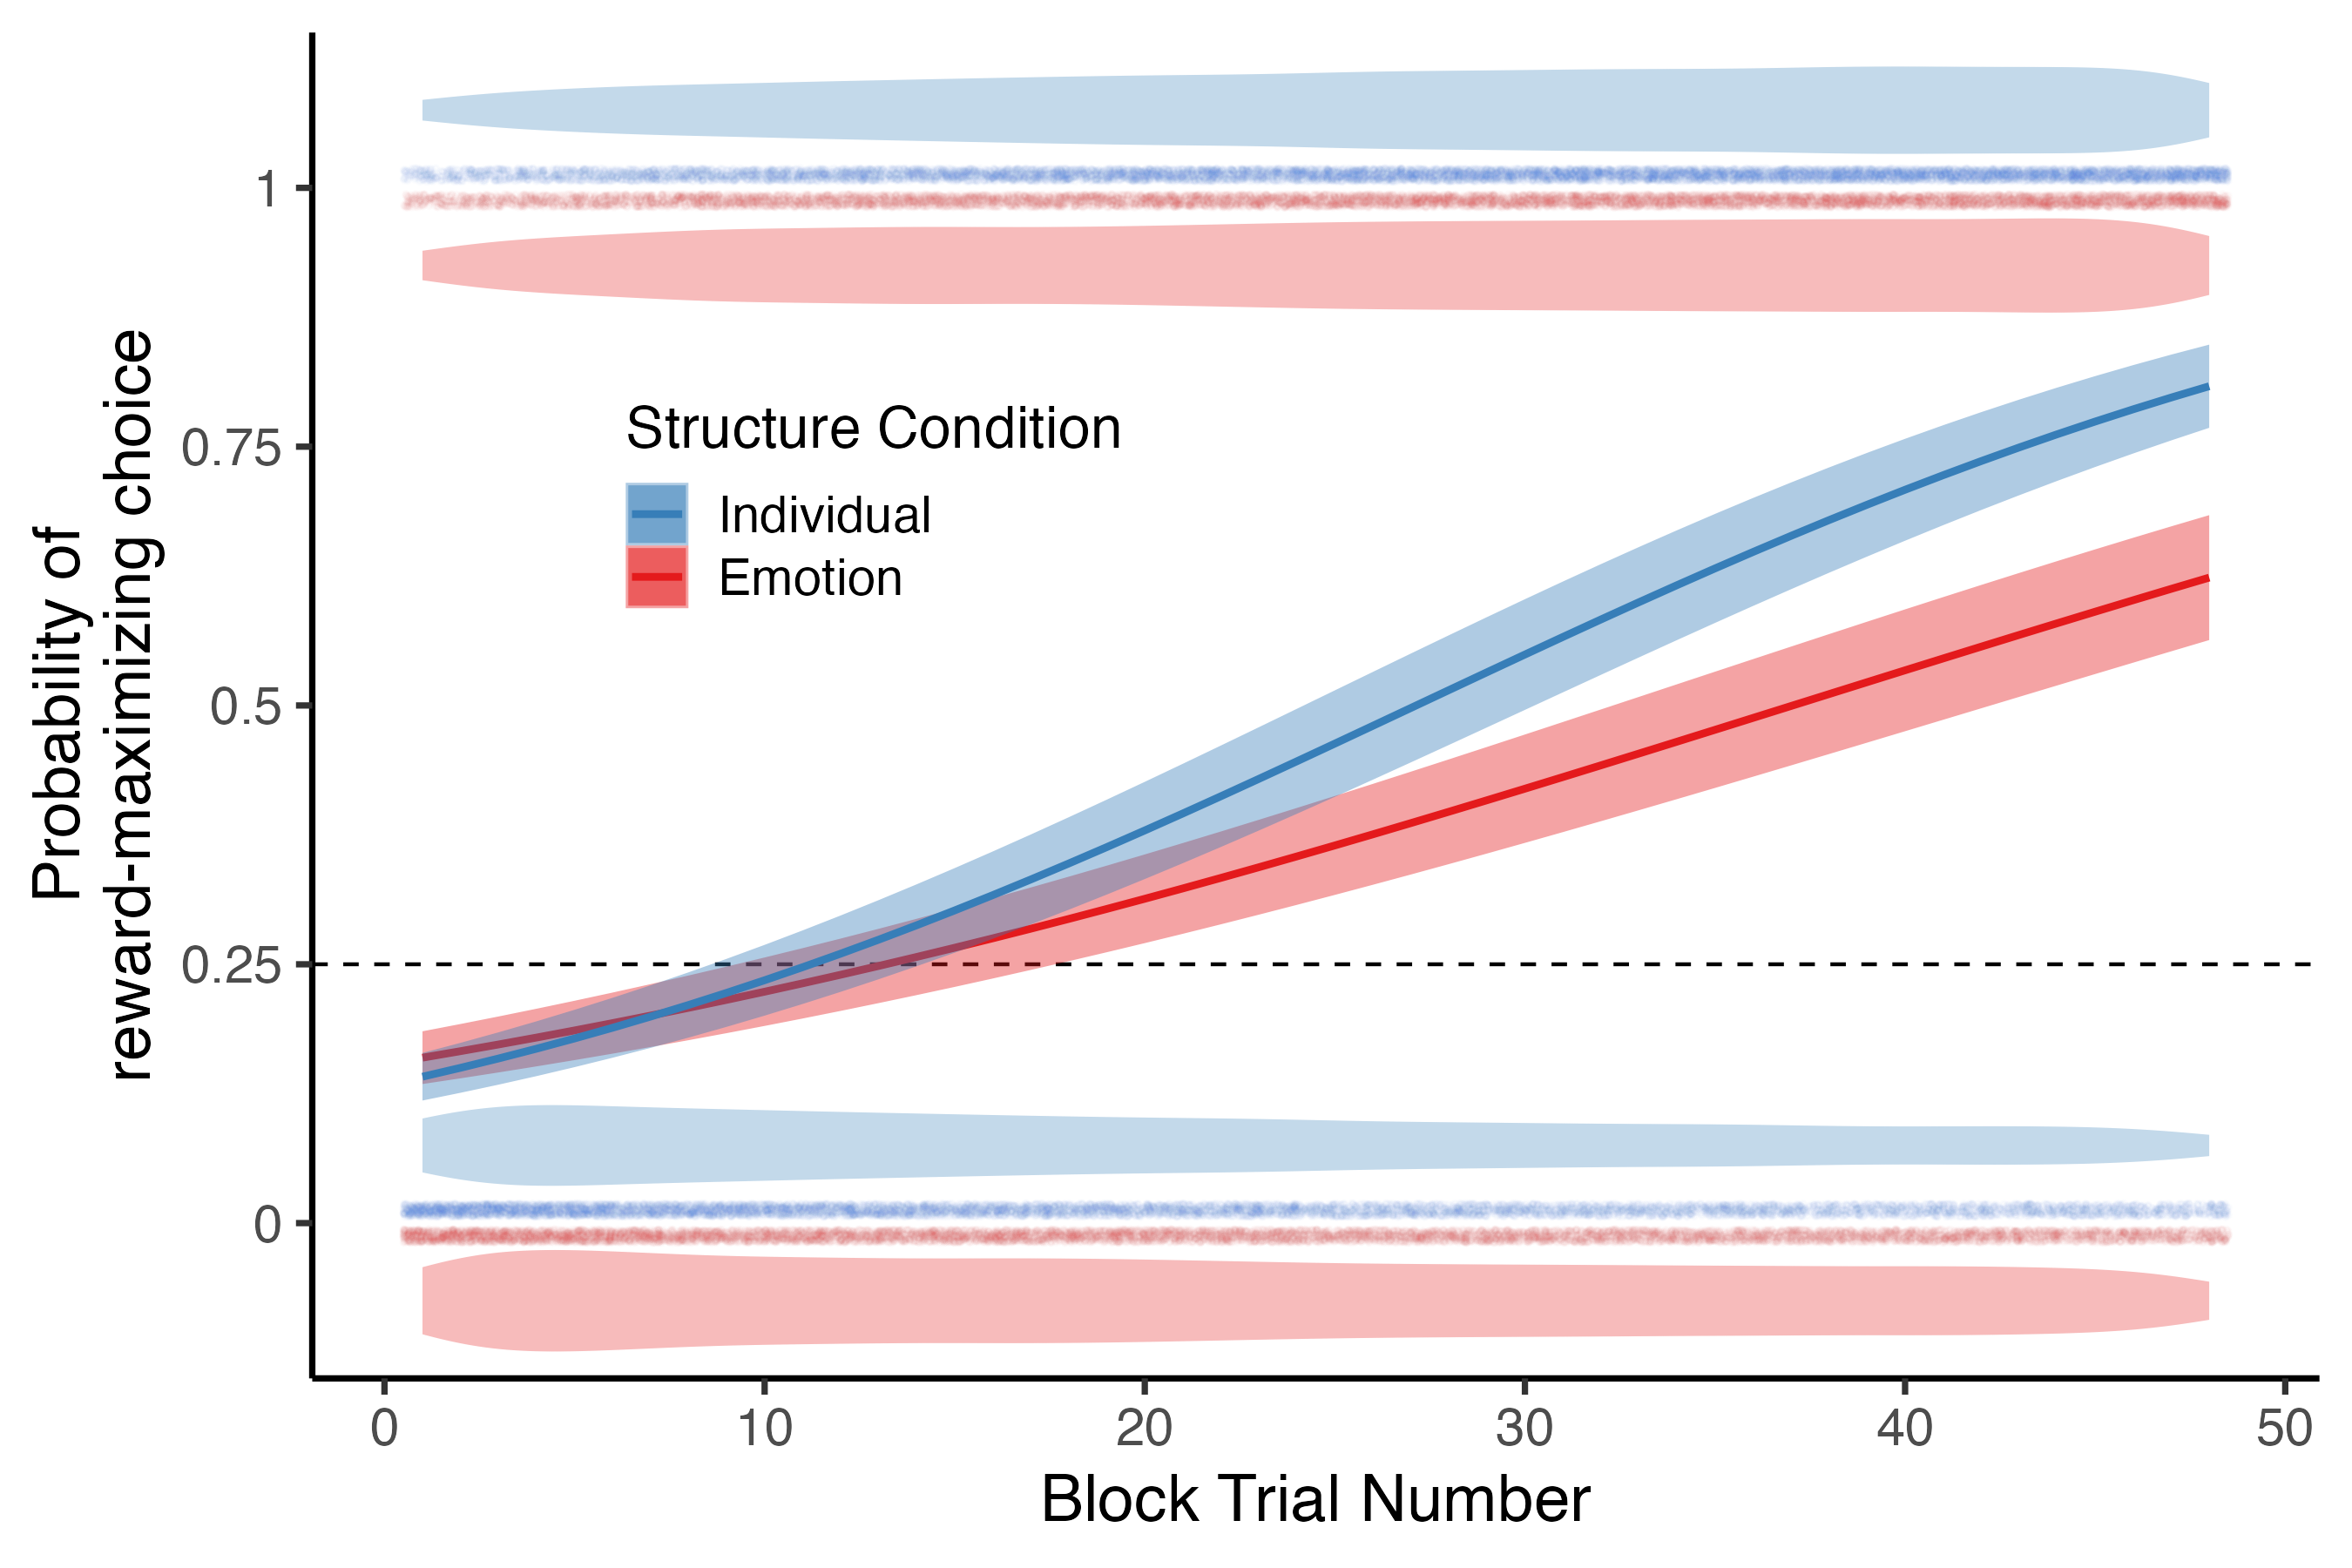 Probability of
reward-maximizing choice
1
0.75
0.5
0.25
0
Structure Condition
Individual
Emotion
0
10
20
30
40
50
Block Trial Number